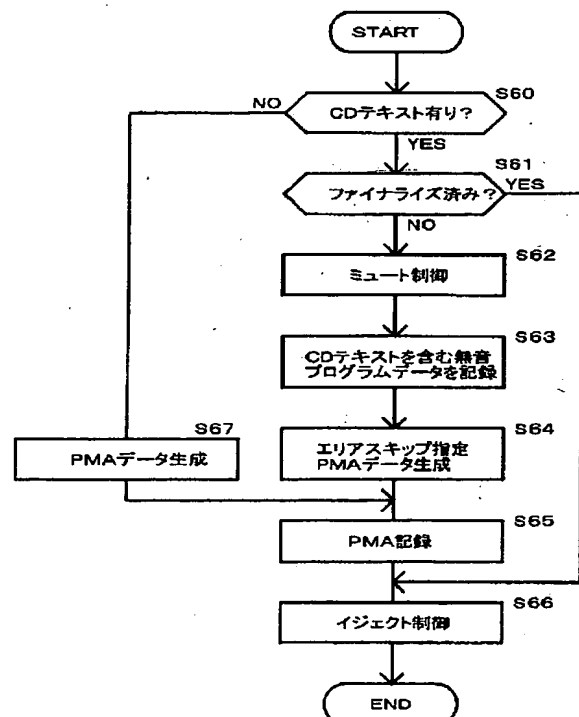 START
S60
NO
CDテキスト有り?
YES
S61
ファイナライズ済み?
YES
NO
S62
ミュート制御
S63
CDテキストを含む無音
プログラムデータを記録
S67
PMAデータ生成
S64
エリアスキップ指定
PMAデータ生成
S65
PMA記録
S66
イジェクト制御
END